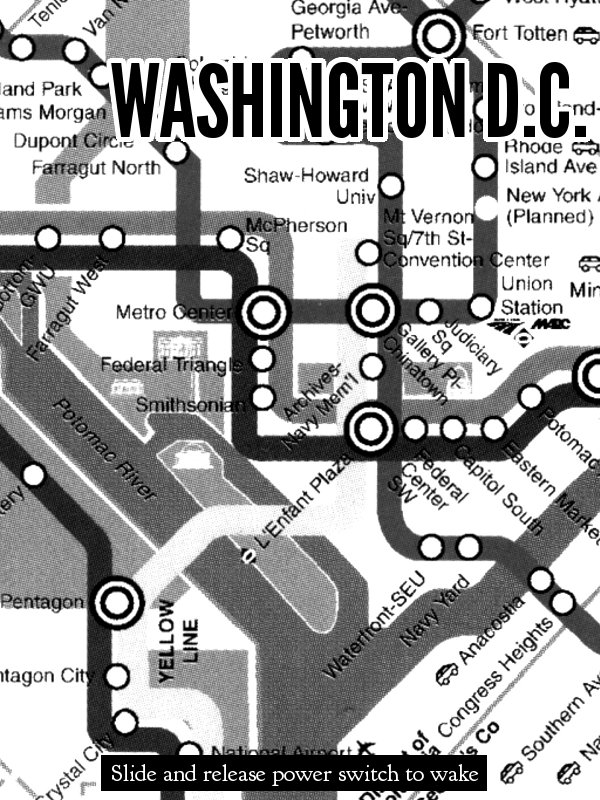 Georgia Ave-
Petworth
Fort Totten
WASHINGTON D.C.
Dupont Circle
Farragut North
Shaw-Howard
Univ
Rhode
Island Ave
New York
(Planned)
Mt Vernon
Sq/7th St-
Convention Center
McPherson
Sq
GWU
Farragut West
Union
Station
Metro Center
Judiciary
Sq
Gallery Pl-
Chinatown
Federal Triangle
Smithsonian
Archives-
Navy Mem'l
Potomac River
L'Enfant Plaza
Federal
Center
SW
Capitol South
Eastern Market
Potomac
Pentagon
YELLOW
LINE
Waterfront-SEU
Navy Yard
Anacostia
Congress Heights
Southern
Crystal City
National Airport
Slide and release power switch to wake